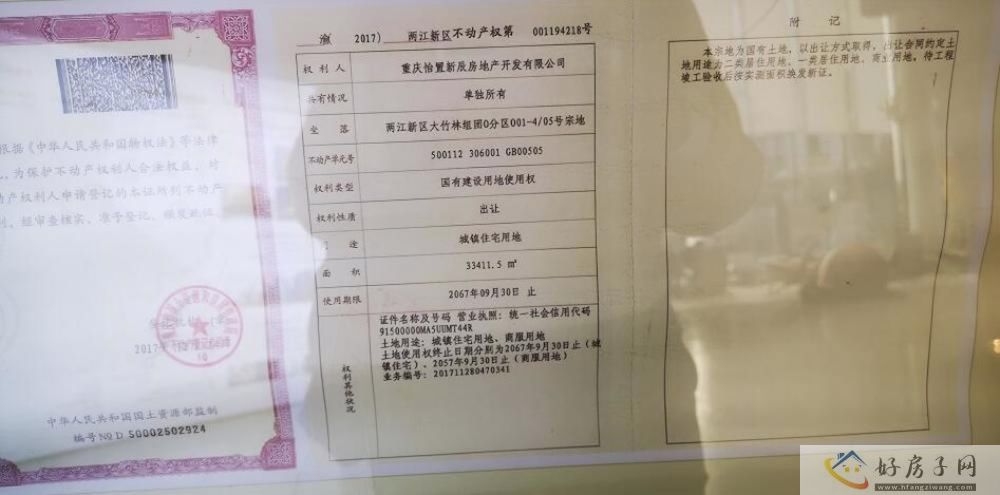 根据《中华人民共和国物权法》等法律
为保护不动产权利人合法权益,对
动产权利人申请登记的本证所列不动产
经审查核实,准予登记,颁发此证
2017年
中华人民共和国国土资源部监制
编号 NO D 50002502924
渝 2017) 两江新区不动产权第 001194218号
权利人 重庆怡置新辰房地产开发有限公司
共有情况 单独所有
坐落 两江新区大竹林组团O分区001-4/05号宗地
不动产单元号 500112 306001 GB00505
权利类型 国有建设用地使用权
权利性质 出让
途 城镇住宅用地
面积 33411.5 ㎡
使用期限 2067年09月30日 止
权利其他状况
证件名称及号码 营业执照:统一社会信用代码
91500000MA5UUMT44R
土地用途:城镇住宅用地、商服用地
土地使用权终止日期分别为2067年9月30日止(城
镇住宅)、2057年9月30日止(商服用地)
业务编号:201711280470341
附记
本宗地为国有土地,以出让方式取得,出让合同约定土
地用途为二类居住用地、一类居住用地、商业用地。待工程
竣工验收后按实测面积换发新证。
好房子网
www.hfangziwang.com